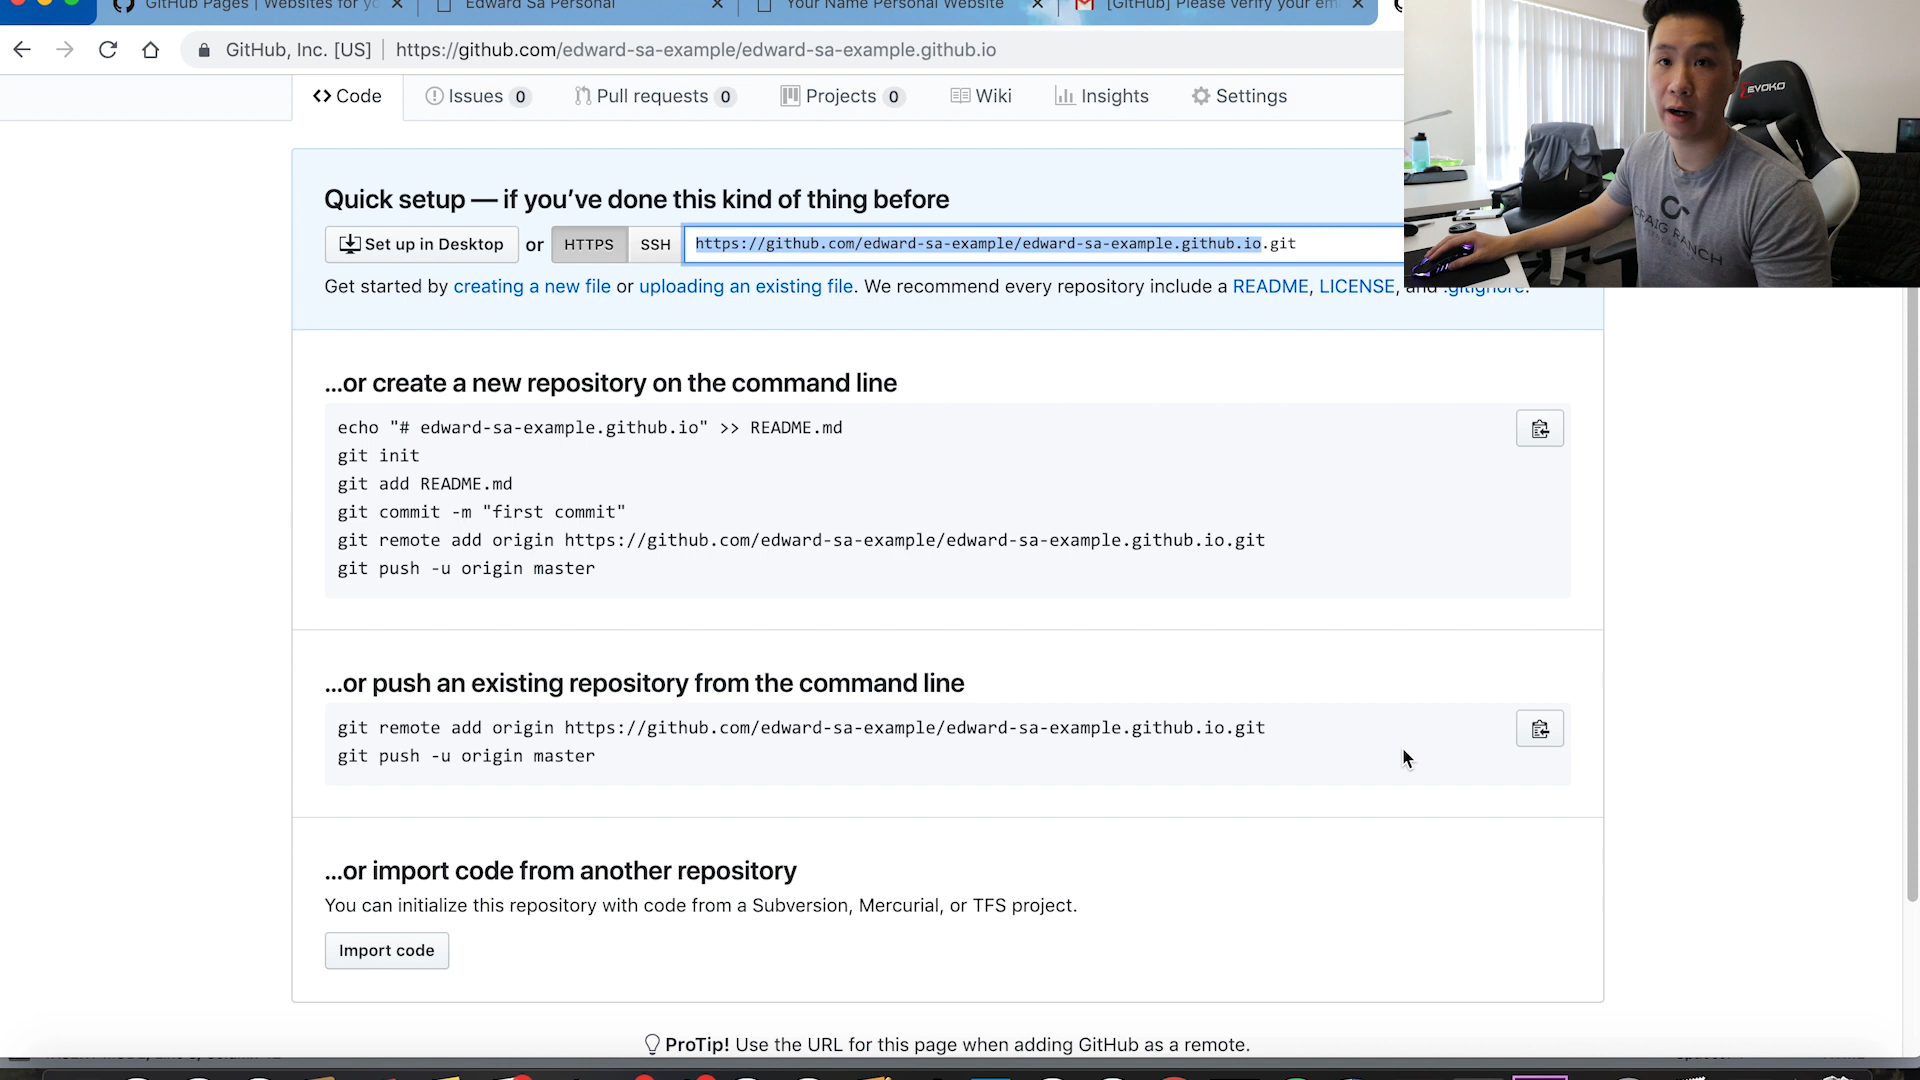 GitHub Pages | Websites for yo
Edward Sa Personal
Your Name Personal Website
[GitHub] Please verify your em
GitHub, Inc. [US] | https://github.com/edward-sa-example/edward-sa-example.github.io
Code
Issues 0
Pull requests 0
Projects 0
Wiki
Insights
Settings
EVOKO
CRAIG RANCH
Quick setup — if you’ve done this kind of thing before
Set up in Desktop or HTTPS SSH https://github.com/edward-sa-example/edward-sa-example.github.io.git
Get started by creating a new file or uploading an existing file. We recommend every repository include a README, LICENSE, and .gitignore.
...or create a new repository on the command line
echo "# edward-sa-example.github.io" >> README.md
git init
git add README.md
git commit -m "first commit"
git remote add origin https://github.com/edward-sa-example/edward-sa-example.github.io.git
git push -u origin master
...or push an existing repository from the command line
git remote add origin https://github.com/edward-sa-example/edward-sa-example.github.io.git
git push -u origin master
...or import code from another repository
You can initialize this repository with code from a Subversion, Mercurial, or TFS project.
Import code
ProTip! Use the URL for this page when adding GitHub as a remote.